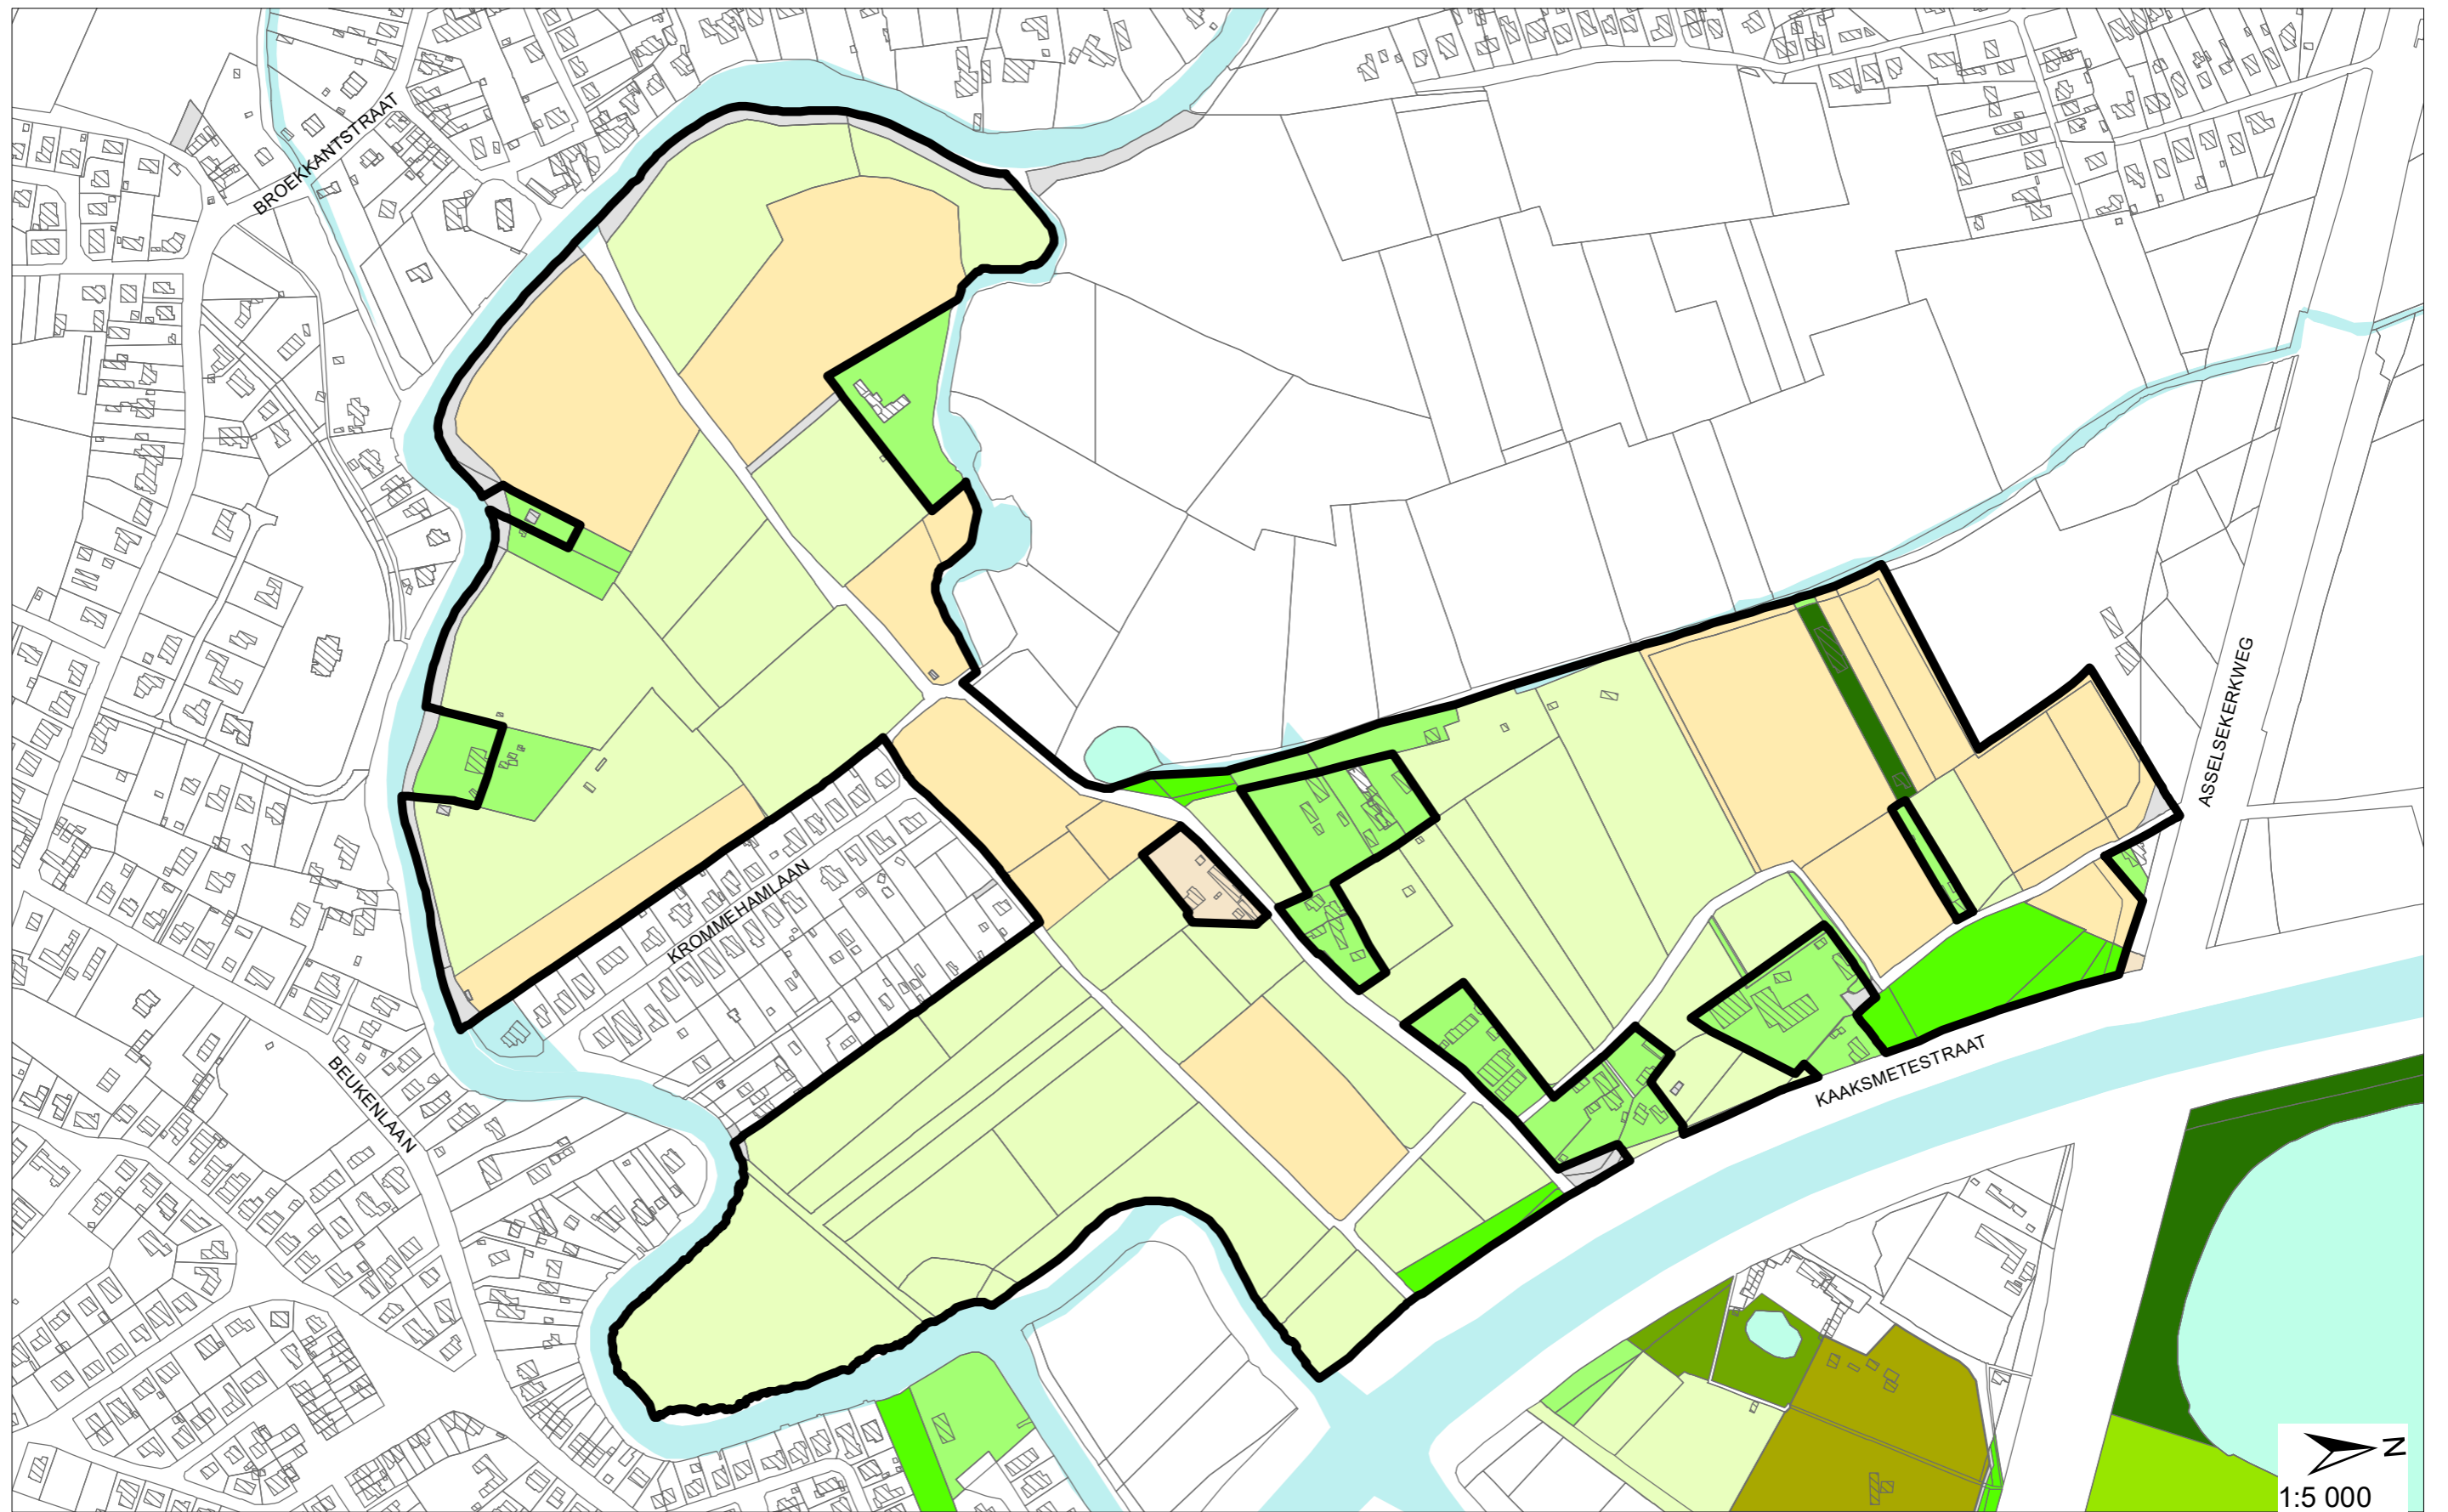 BROEKKANTSTRAAT
ASSELSEKERKWEG
KROMMEHAMLAAN
KAAKSMETESTRAAT
BEUKENLAAN
N
1:5 000